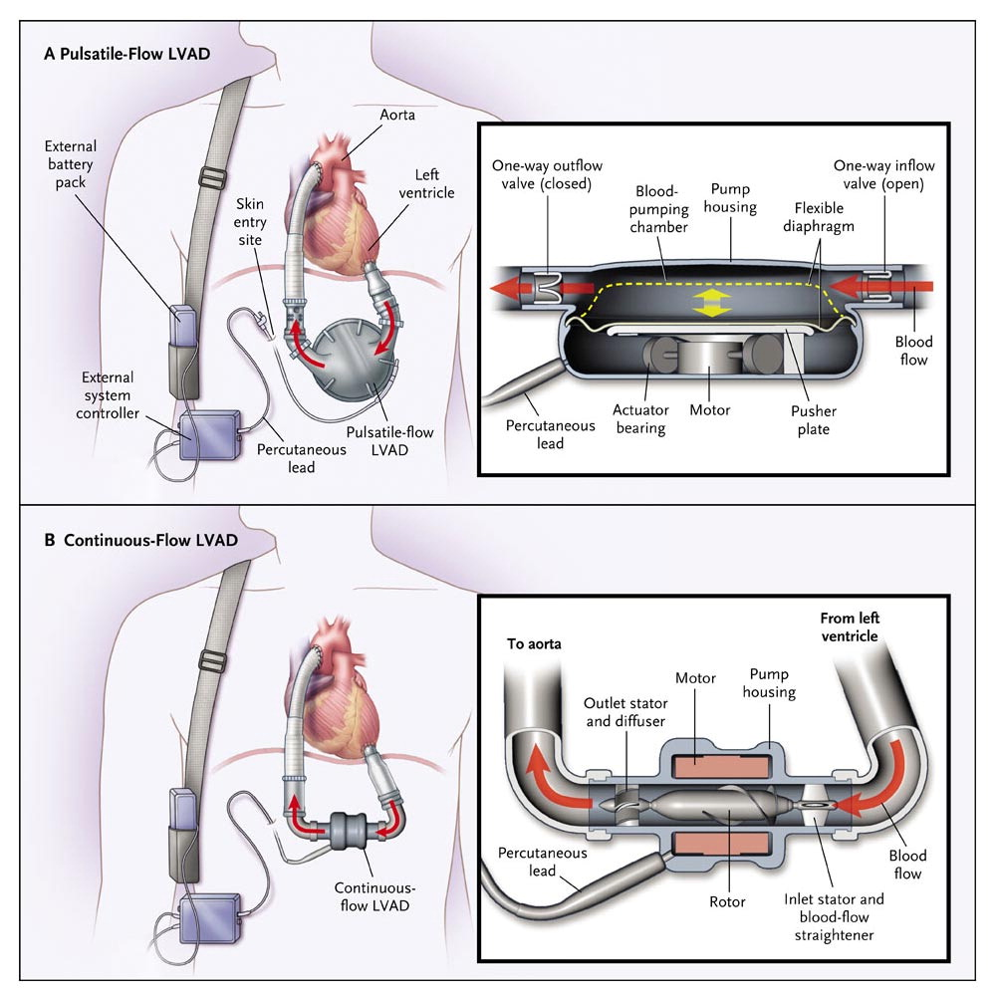 A Pulsatile-Flow LVAD
Aorta
External
battery
pack
Left
ventricle
Skin
entry
site
External
system
controller
Percutaneous
lead
Pulsatile-flow
LVAD
One-way outflow
valve (closed)
Blood-
pumping
chamber
Pump
housing
Flexible
diaphragm
One-way inflow
valve (open)
Blood
flow
Percutaneous
lead
Actuator
bearing
Motor
Pusher
plate
B Continuous-Flow LVAD
Continuous-
flow LVAD
To aorta
From left
ventricle
Motor
Pump
housing
Outlet stator
and diffuser
Percutaneous
lead
Rotor
Inlet stator and
blood-flow
straightener
Blood
flow